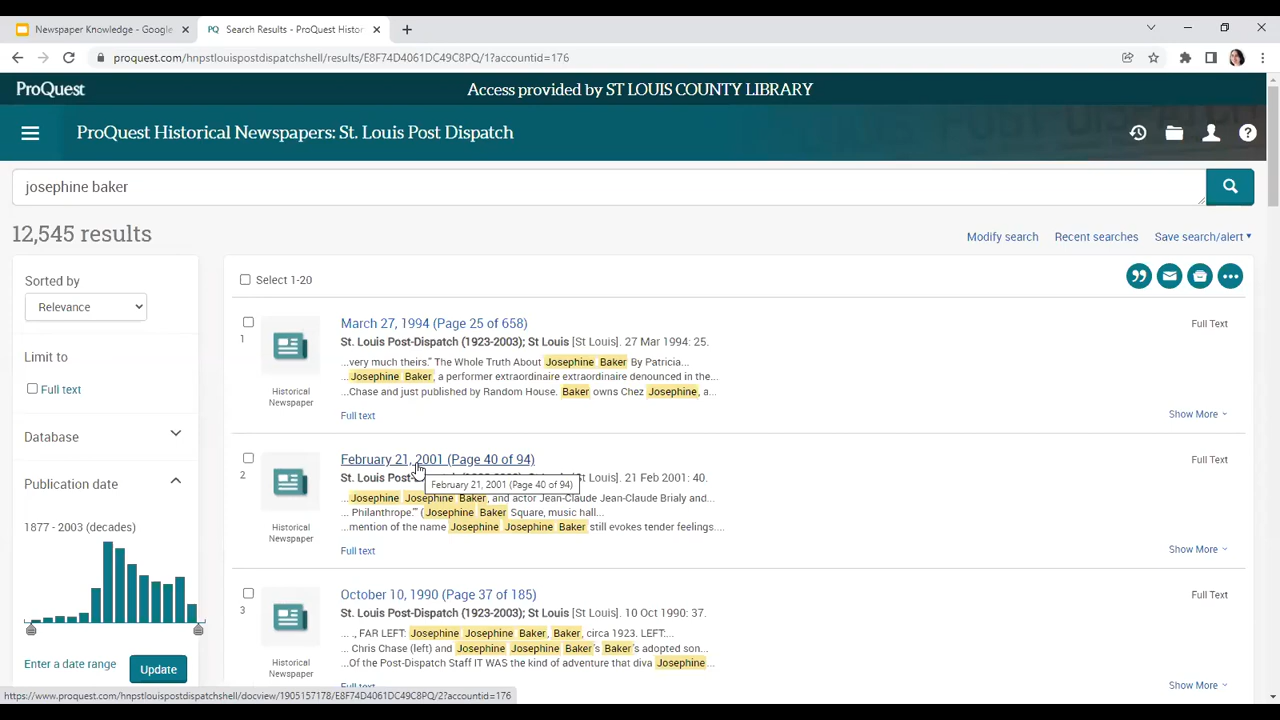 Newspaper Knowledge - Google
PQ Search Results - ProQuest Histor
proquest.com/hnpstlouispostdispatchshell/results/E8F74D4061DC49C8PQ/1?accountid=176
ProQuest
Access provided by ST LOUIS COUNTY LIBRARY
ProQuest Historical Newspapers: St. Louis Post Dispatch
josephine baker
12,545 results
Modify search Recent searches Save search/alert
Sorted by
Relevance
Limit to
Full text
Database
Publication date
1877 - 2003 (decades)
Enter a date range
Update
Select 1-20
1
March 27, 1994 (Page 25 of 658)
Full Text
St. Louis Post-Dispatch (1923-2003); St Louis [St Louis]. 27 Mar 1994: 25.
...very much theirs." The Whole Truth About Josephine Baker By Patricia...
...Josephine Baker, a performer extraordinaire extraordinaire denounced in the...
...Chase and just published by Random House. Baker owns Chez Josephine, a...
Historical
Newspaper
Full text
Show More
2
February 21, 2001 (Page 40 of 94)
Full Text
St. Louis Post- t Louis [St Louis]. 21 Feb 2001: 40.
February 21, 2001 (Page 40 of 94)
...Josephine Josephine Baker, and actor Jean-Claude Jean-Claude Brialy and...
... Philanthrope.'" (Josephine Baker Square, music hall...
...mention of the name Josephine Josephine Baker still evokes tender feelings....
Historical
Newspaper
Full text
Show More
3
October 10, 1990 (Page 37 of 185)
Full Text
St. Louis Post-Dispatch (1923-2003); St Louis [St Louis]. 10 Oct 1990: 37.
... ., FAR LEFT: Josephine Josephine Baker, Baker, circa 1923. LEFT:...
... Chris Chase (left) and Josephine Josephine Baker's Baker's adopted son...
...Of the Post-Dispatch Staff IT WAS the kind of adventure that diva Josephine...
Historical
Newspaper
Full text
Show More
https://www.proquest.com/hnpstlouispostdispatchshell/docview/1905157178/E8F74D4061DC49C8PQ/2?accountid=176